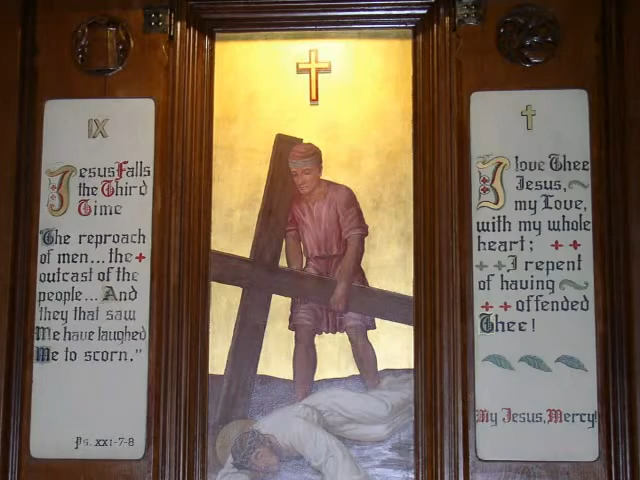 IX
Jesus Falls
the Third
Time
"The reproach
of men...the
outcast of the
people...And
they that saw
Me have laughed
Me to scorn."
Ps. xxi-7-8
I love Thee
Jesus,
my Love,
with my whole
heart;
I repent
of having
offended
Thee!
My Jesus, Mercy!